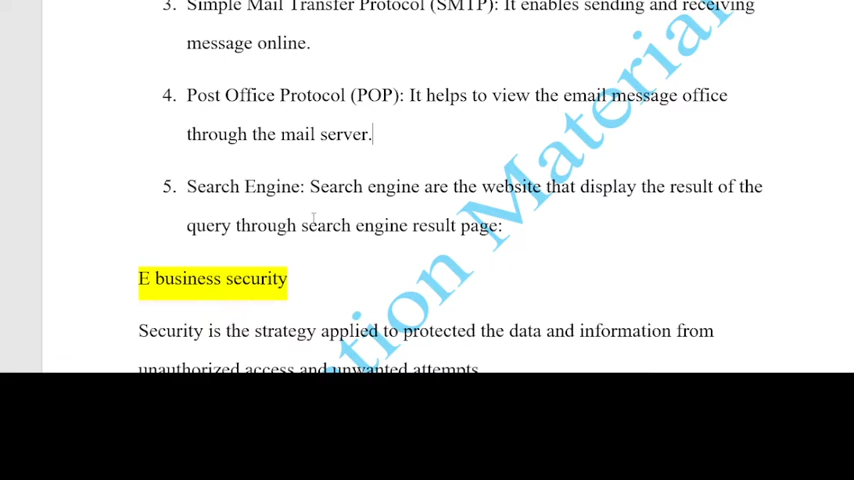 3. Simple Mail Transfer Protocol (SMTP): It enables sending and receiving
message online.
4. Post Office Protocol (POP): It helps to view the email message office
through the mail server.
5. Search Engine: Search engine are the website that display the result of the
query through search engine result page:
E business security
Security is the strategy applied to protected the data and information from
unauthorized access and unwanted attempts.
tion Material